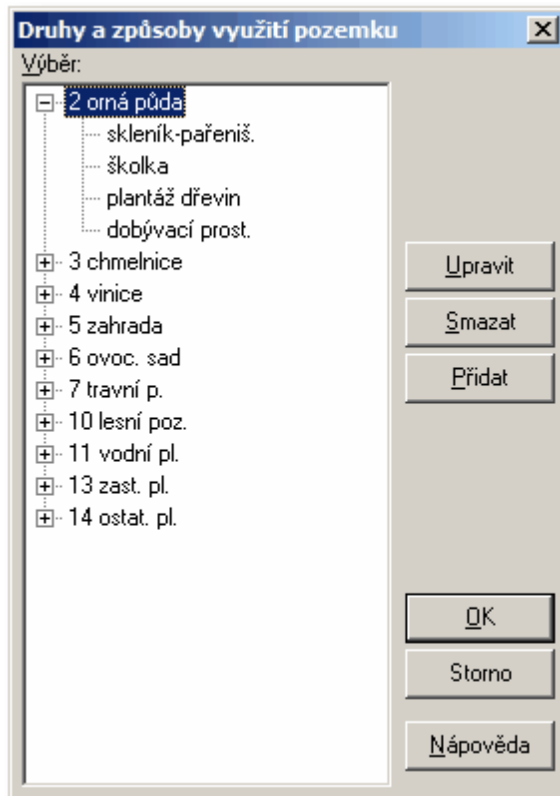 Druhy a způsoby využití pozemku
Výběr:
2 orná půda
skleník-pařeniš.
školka
plantáž dřevin
dobývací prost.
3 chmelnice
4 vinice
5 zahrada
6 ovoc. sad
7 travní p.
10 lesní poz.
11 vodní pl.
13 zast. pl.
14 ostat. pl.
Upravit
Smazat
Přidat
OK
Storno
Nápověda